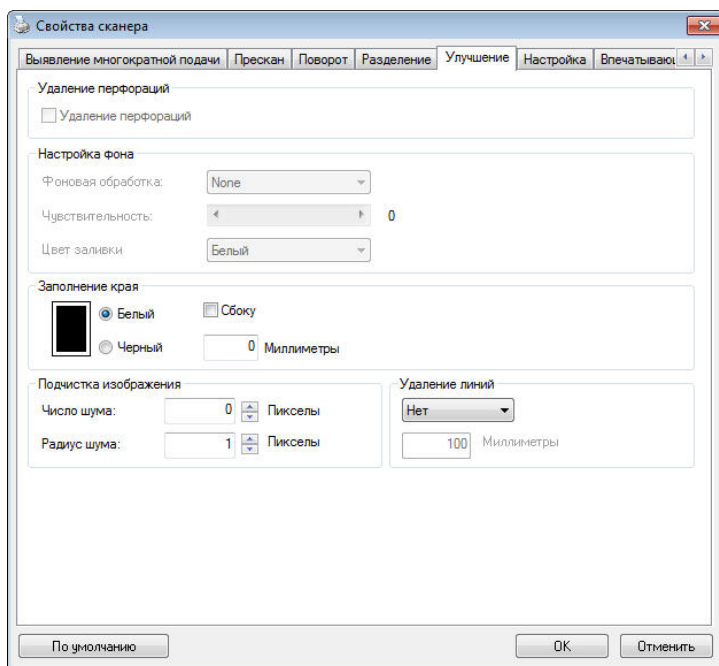 Свойства сканера
Выявление многократной подачи Прескан Поворот Разделение Улучшение Настройка
Удаление перфораций
Удаление перфораций
Настройка фона
Фоновая обработка: None
Чувствительность: 0
Цвет заливки Белый
Заполнение края
Белый Сбоку
Черный 0 Миллиметры
Подчистка изображения Удаление линий
Число шума: 0 Пикселы Нет
Радиус шума: 1 Пикселы 100 Миллиметры
По умолчанию OK Отменить